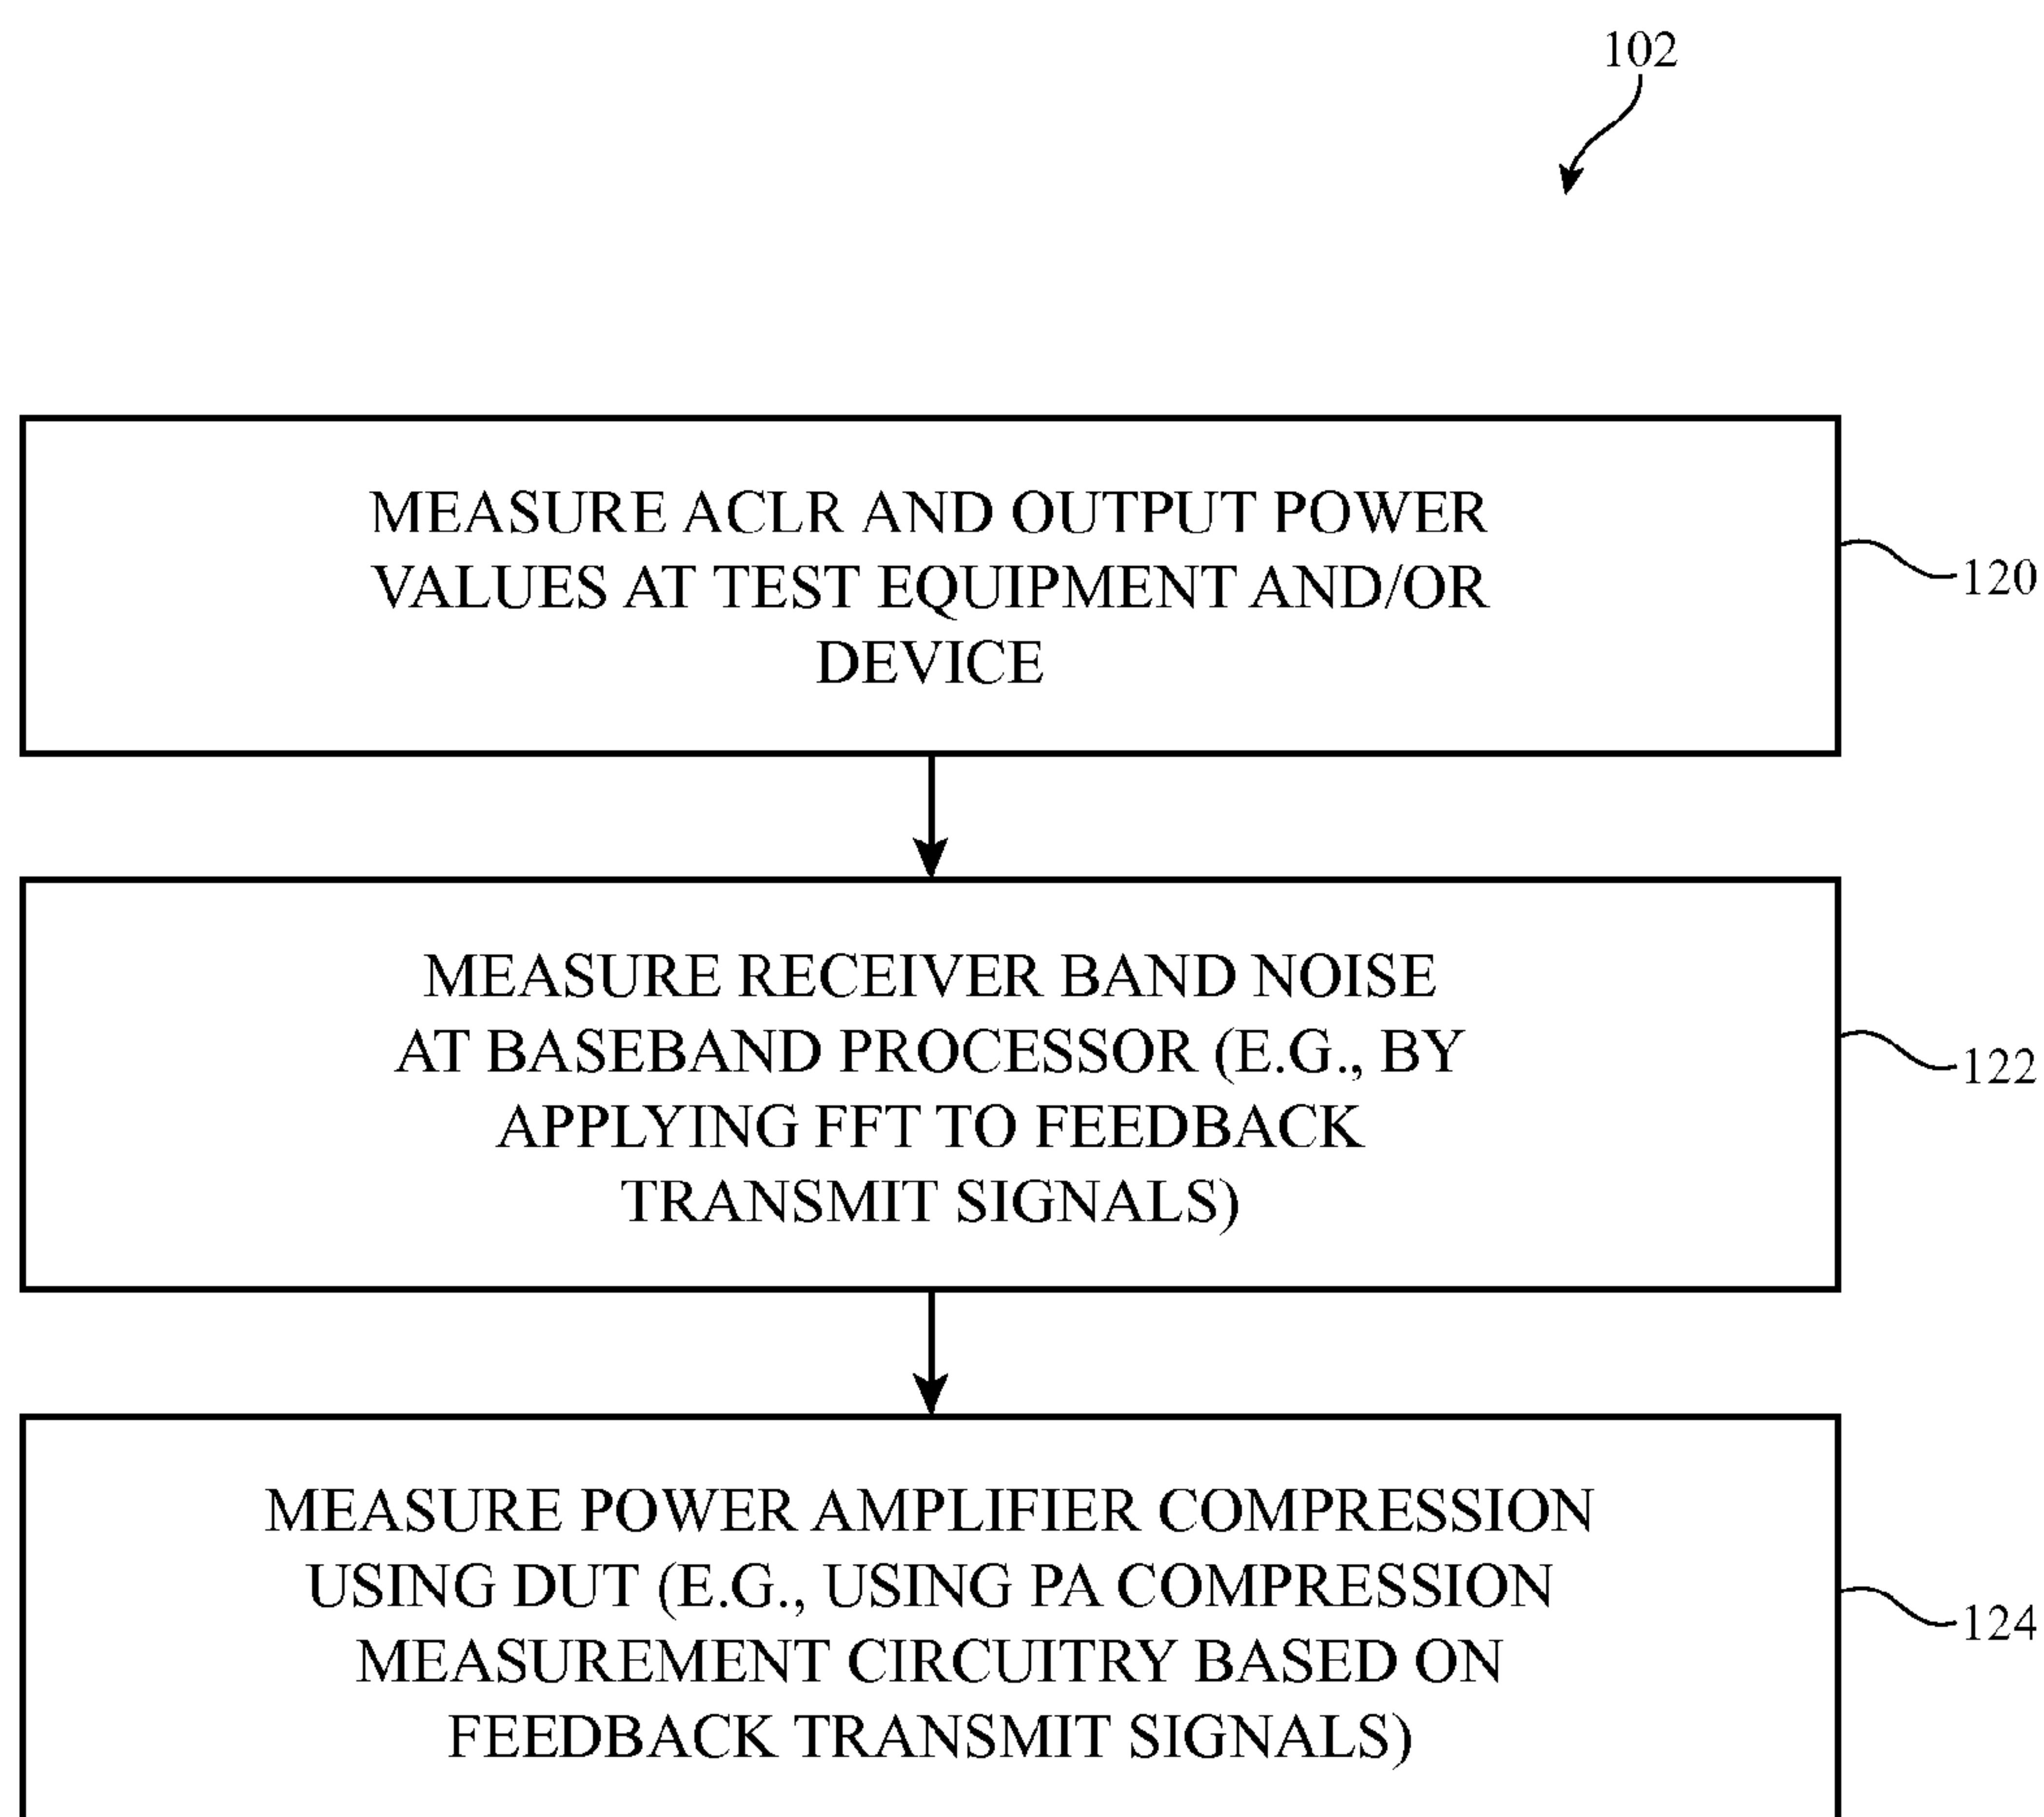 102
MEASURE ACLR AND OUTPUT POWER
VALUES AT TEST EQUIPMENT AND/OR
DEVICE
120
MEASURE RECEIVER BAND NOISE
AT BASEBAND PROCESSOR (E.G., BY
APPLYING FFT TO FEEDBACK
TRANSMIT SIGNALS)
122
MEASURE POWER AMPLIFIER COMPRESSION
USING DUT (E.G., USING PA COMPRESSION
MEASUREMENT CIRCUITRY BASED ON
FEEDBACK TRANSMIT SIGNALS)
124